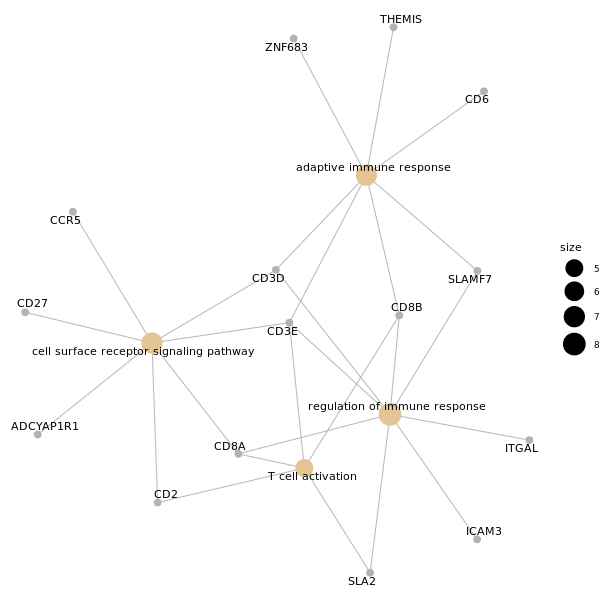 THEMIS
ZNF683
CD6
adaptive immune response
CCR5
size
5
CD3D
SLAMF7
6
CD27
CD8B
7
CD3E
8
cell surface receptor signaling pathway
regulation of immune response
ADCYAP1R1
CD8A
ITGAL
T cell activation
CD2
ICAM3
SLA2